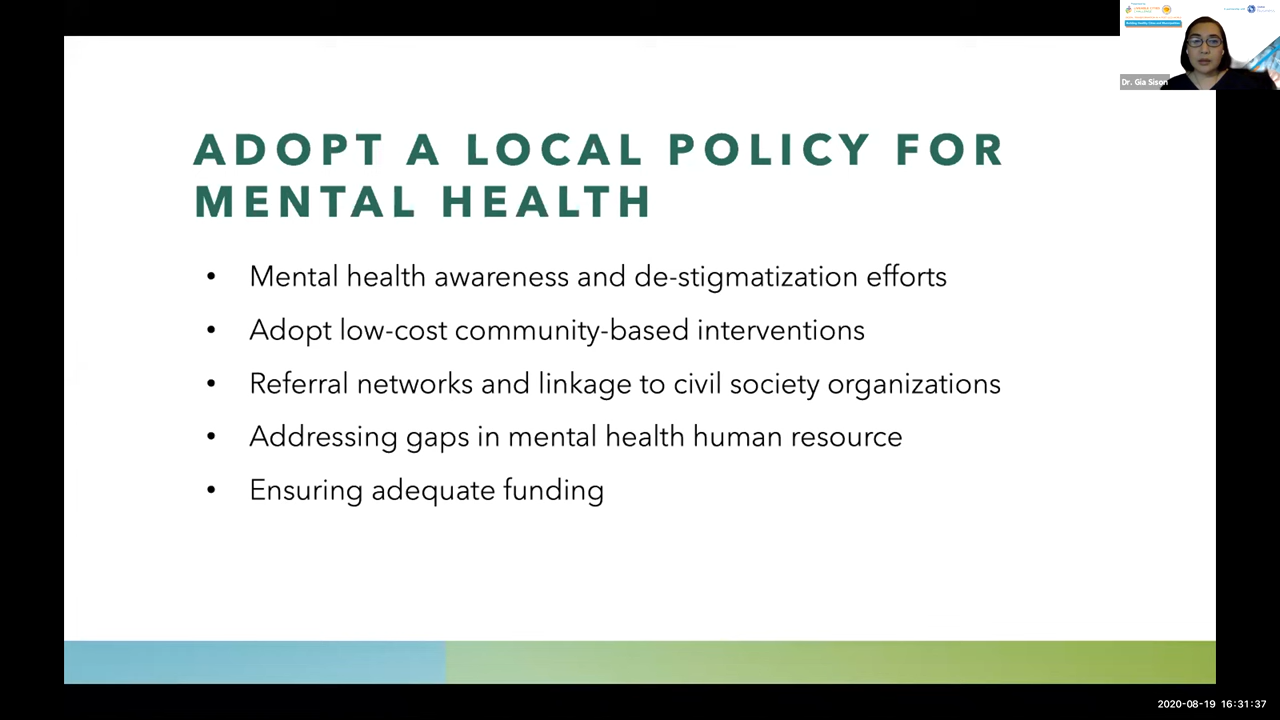 Dr. Gia Sison
ADOPT A LOCAL POLICY FOR
MENTAL HEALTH
• Mental health awareness and de-stigmatization efforts
• Adopt low-cost community-based interventions
• Referral networks and linkage to civil society organizations
• Addressing gaps in mental health human resource
• Ensuring adequate funding
2020-08-19 16:31:37